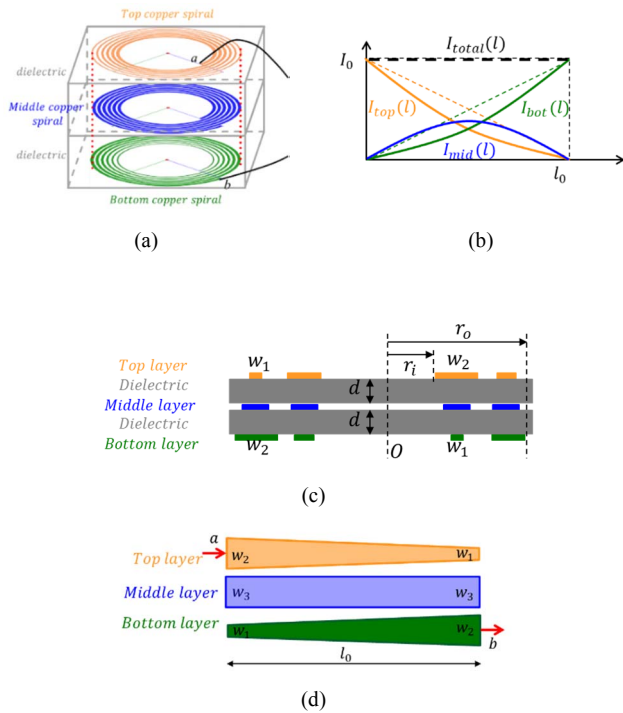 Top copper spiral
a
dielectric
Middle copper
spiral
dielectric
b
Bottom copper spiral
(a)
I_total(l)
I_0
I_top(l)
I_bot(l)
I_mid(l)
l_0
(b)
r_o
r_i
w_1
w_2
Top layer
Dielectric
d
Middle layer
Dielectric
d
Bottom layer
w_2
O
w_1
(c)
a
Top layer
w_2
w_1
Middle layer
w_3
w_3
Bottom layer
w_1
w_2
b
l_0
(d)